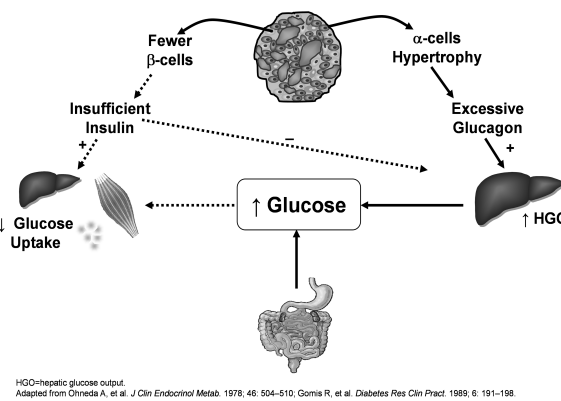 Fewer
β-cells
α-cells
Hypertrophy
Insufficient
Insulin
Excessive
Glucagon
+
–
+
↑ Glucose
↓ Glucose
Uptake
↑ HGO
HGO=hepatic glucose output.
Adapted from Ohneda A, et al. J Clin Endocrinol Metab. 1978; 46: 504–510; Gomis R, et al. Diabetes Res Clin Pract. 1989; 6: 191–198.